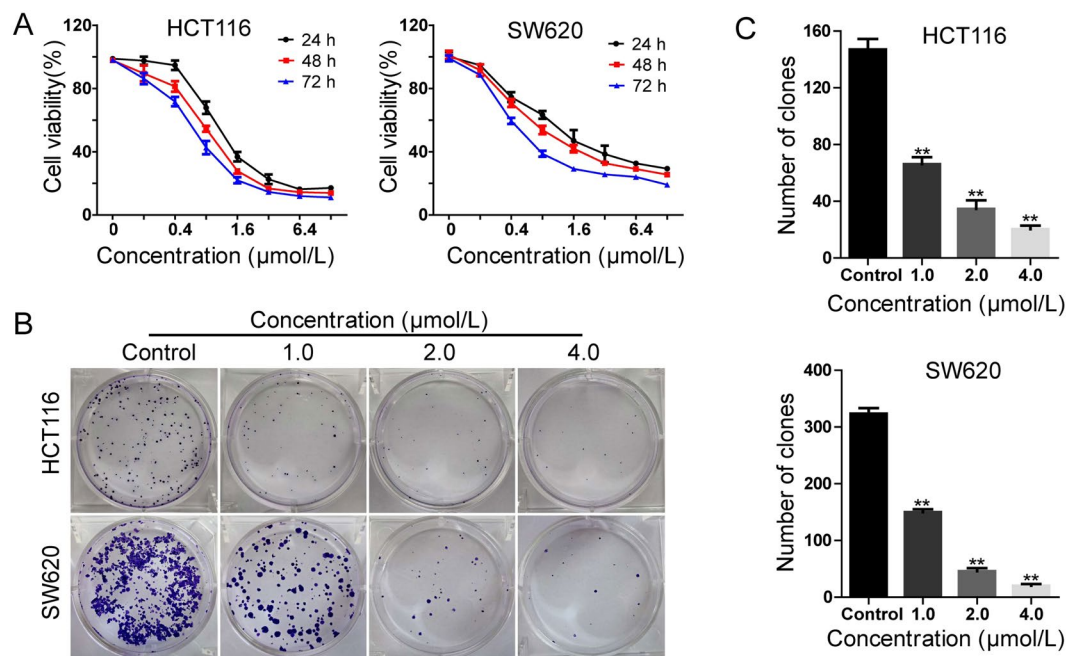 A
HCT116
120
80
40
0
Cell viability(%)
24 h
48 h
72 h
0
0.4
1.6
6.4
Concentration (µmol/L)
SW620
120
80
40
0
Cell viability(%)
24 h
48 h
72 h
0
0.4
1.6
6.4
Concentration (µmol/L)
B
Concentration (µmol/L)
Control 1.0 2.0 4.0
HCT116
SW620
C
HCT116
160
120
80
40
0
Number of clones
**
**
**
Control 1.0 2.0 4.0
Concentration (µmol/L)
SW620
400
300
200
100
0
Number of clones
**
**
**
Control 1.0 2.0 4.0
Concentration (µmol/L)